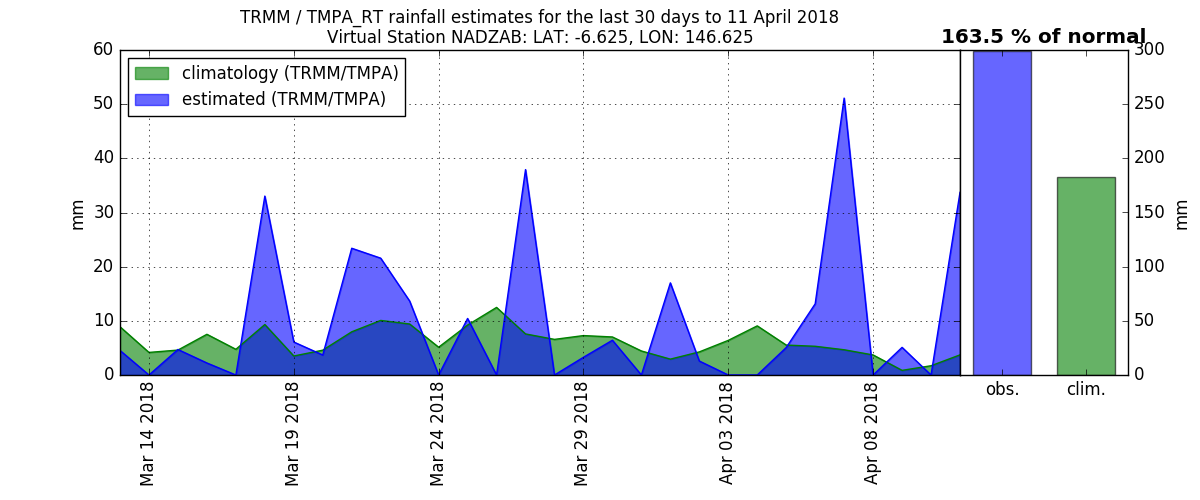 TRMM / TMPA_RT rainfall estimates for the last 30 days to 11 April 2018
Virtual Station NADZAB: LAT: -6.625, LON: 146.625
163.5 % of normal
climatology (TRMM/TMPA)
estimated (TRMM/TMPA)
60
50
40
30
20
10
0
mm
Mar 14 2018
Mar 19 2018
Mar 24 2018
Mar 29 2018
Apr 03 2018
Apr 08 2018
obs.
clim.
300
250
200
150
100
50
0
mm